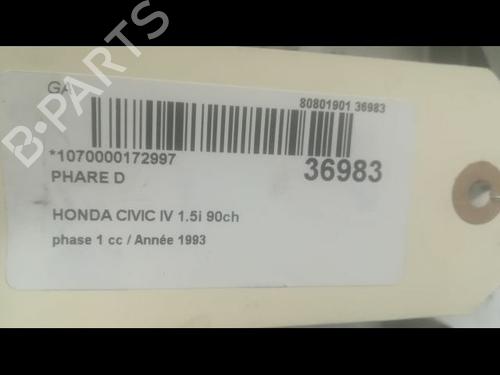 GA
80801901 36983
*1070000172997
36983
PHARE D
HONDA CIVIC IV 1.5i 90ch
phase 1 cc / Année 1993
B-PARTS